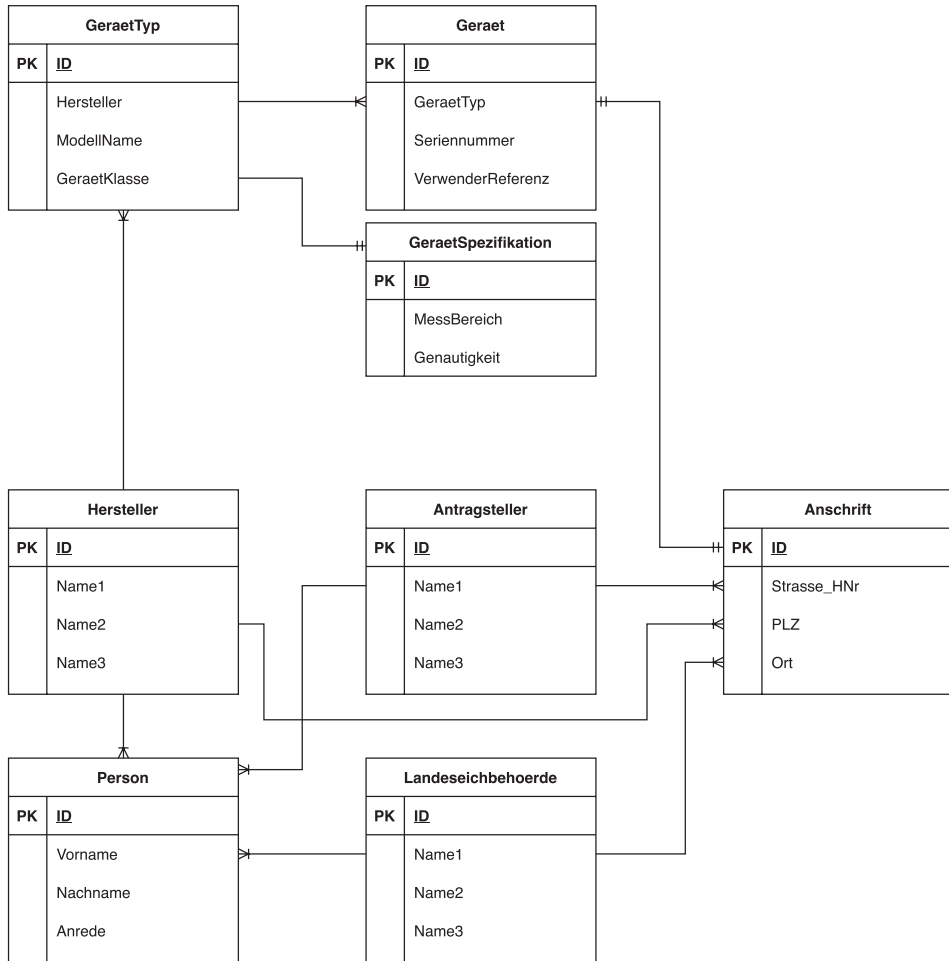 GeraetTyp
PK ID
Hersteller
ModellName
GeraetKlasse
Geraet
PK ID
GeraetTyp
Seriennummer
VerwenderReferenz
GeraetSpezifikation
PK ID
MessBereich
Genautigkeit
Hersteller
PK ID
Name1
Name2
Name3
Antragsteller
PK ID
Name1
Name2
Name3
Anschrift
PK ID
Strasse_HNr
PLZ
Ort
Person
PK ID
Vorname
Nachname
Anrede
Landeseichbehoerde
PK ID
Name1
Name2
Name3